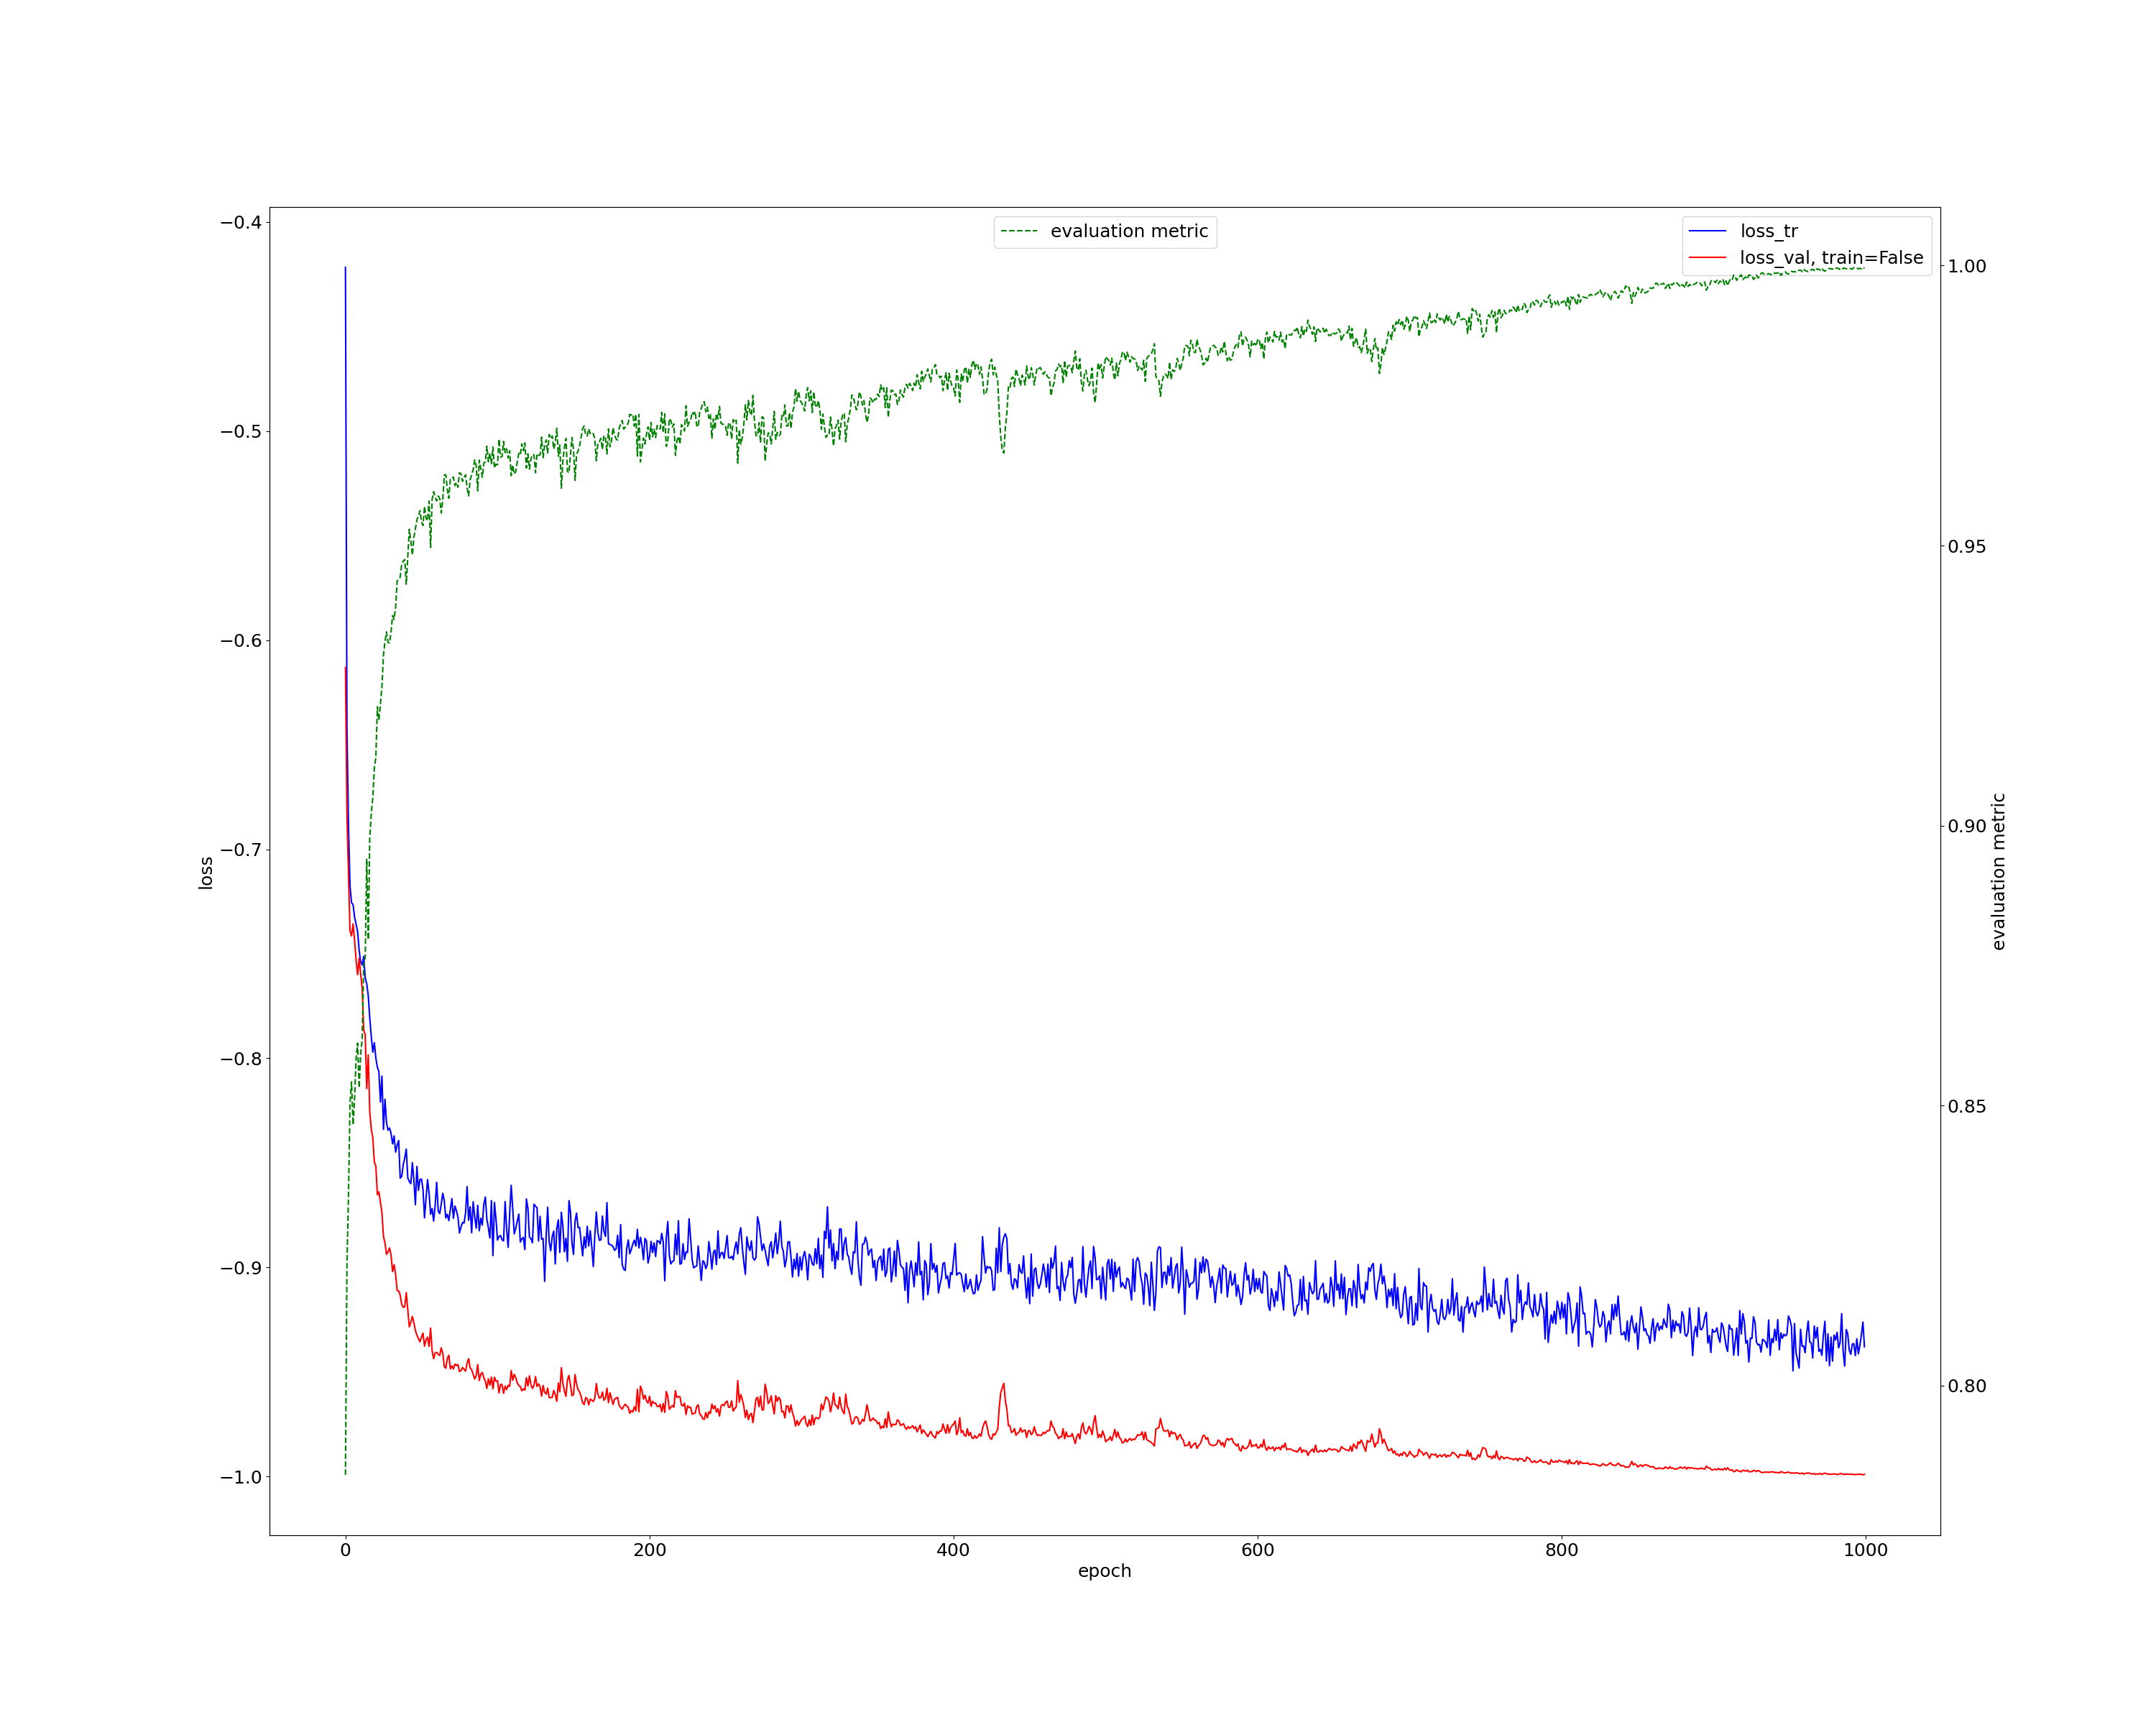 evaluation metric
loss_tr
loss_val, train=False
−0.4
−0.5
−0.6
−0.7
−0.8
−0.9
−1.0
loss
1.00
0.95
0.90
0.85
0.80
evaluation metric
0 200 400 600 800 1000
epoch